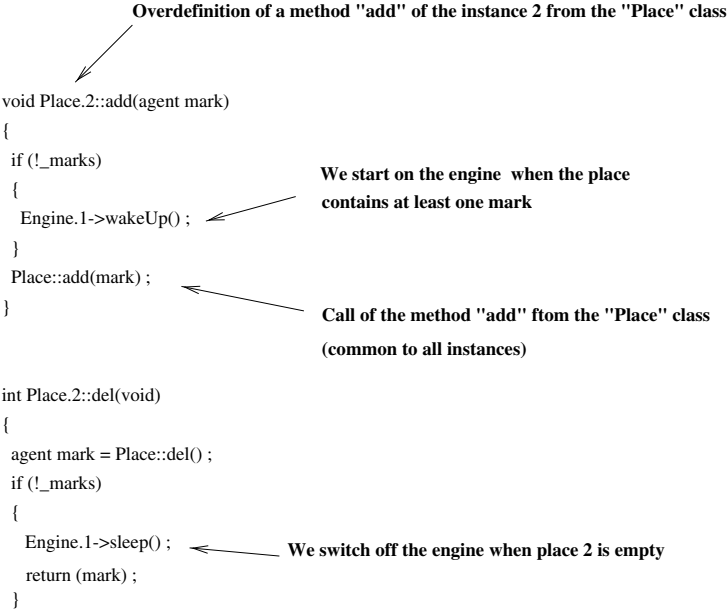 Overdefinition of a method "add" of the instance 2 from the "Place" class
void Place.2::add(agent mark)
{
if (!_marks)
{
We start on the engine when the place
contains at least one mark
Engine.1->wakeUp() ;
}
Place::add(mark) ;
}
Call of the method "add" ftom the "Place" class
(common to all instances)
int Place.2::del(void)
{
agent mark = Place::del() ;
if (!_marks)
{
Engine.1->sleep() ;
We switch off the engine when place 2 is empty
return (mark) ;
}